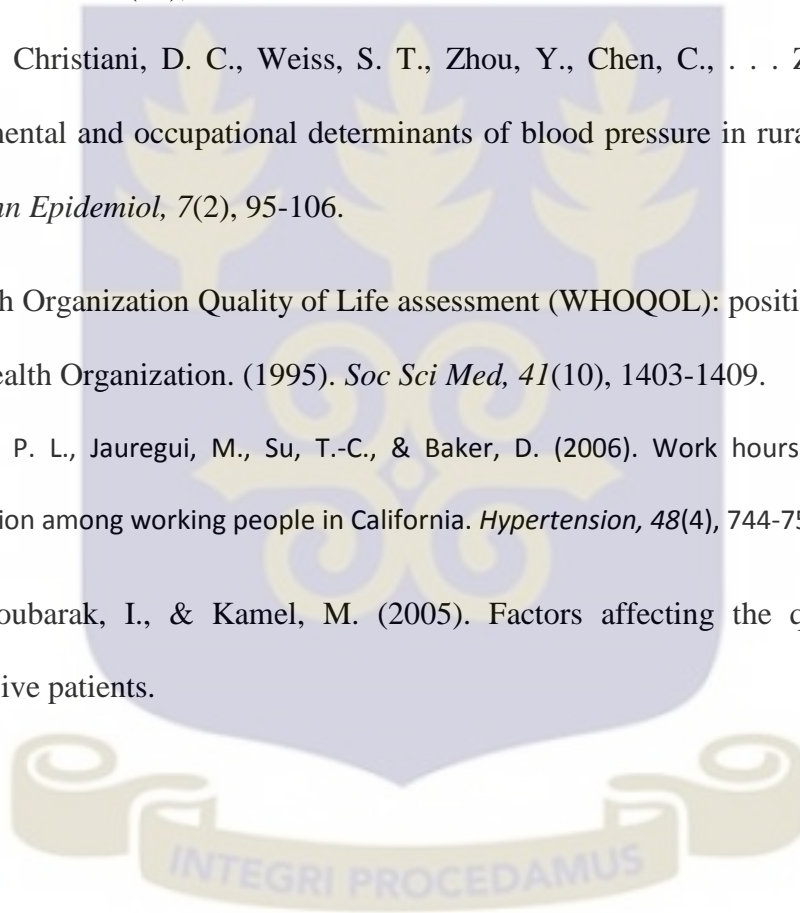 Christiani, D. C., Weiss, S. T., Zhou, Y., Chen, C., . . . Z
mental and occupational determinants of blood pressure in rura
nn Epidemiol, 7(2), 95-106.
h Organization Quality of Life assessment (WHOQOL): positi
ealth Organization. (1995). Soc Sci Med, 41(10), 1403-1409.
P. L., Jauregui, M., Su, T.-C., & Baker, D. (2006). Work hours
ion among working people in California. Hypertension, 48(4), 744-75
oubarak, I., & Kamel, M. (2005). Factors affecting the q
ive patients.
INTEGRI PROCEDAMUS